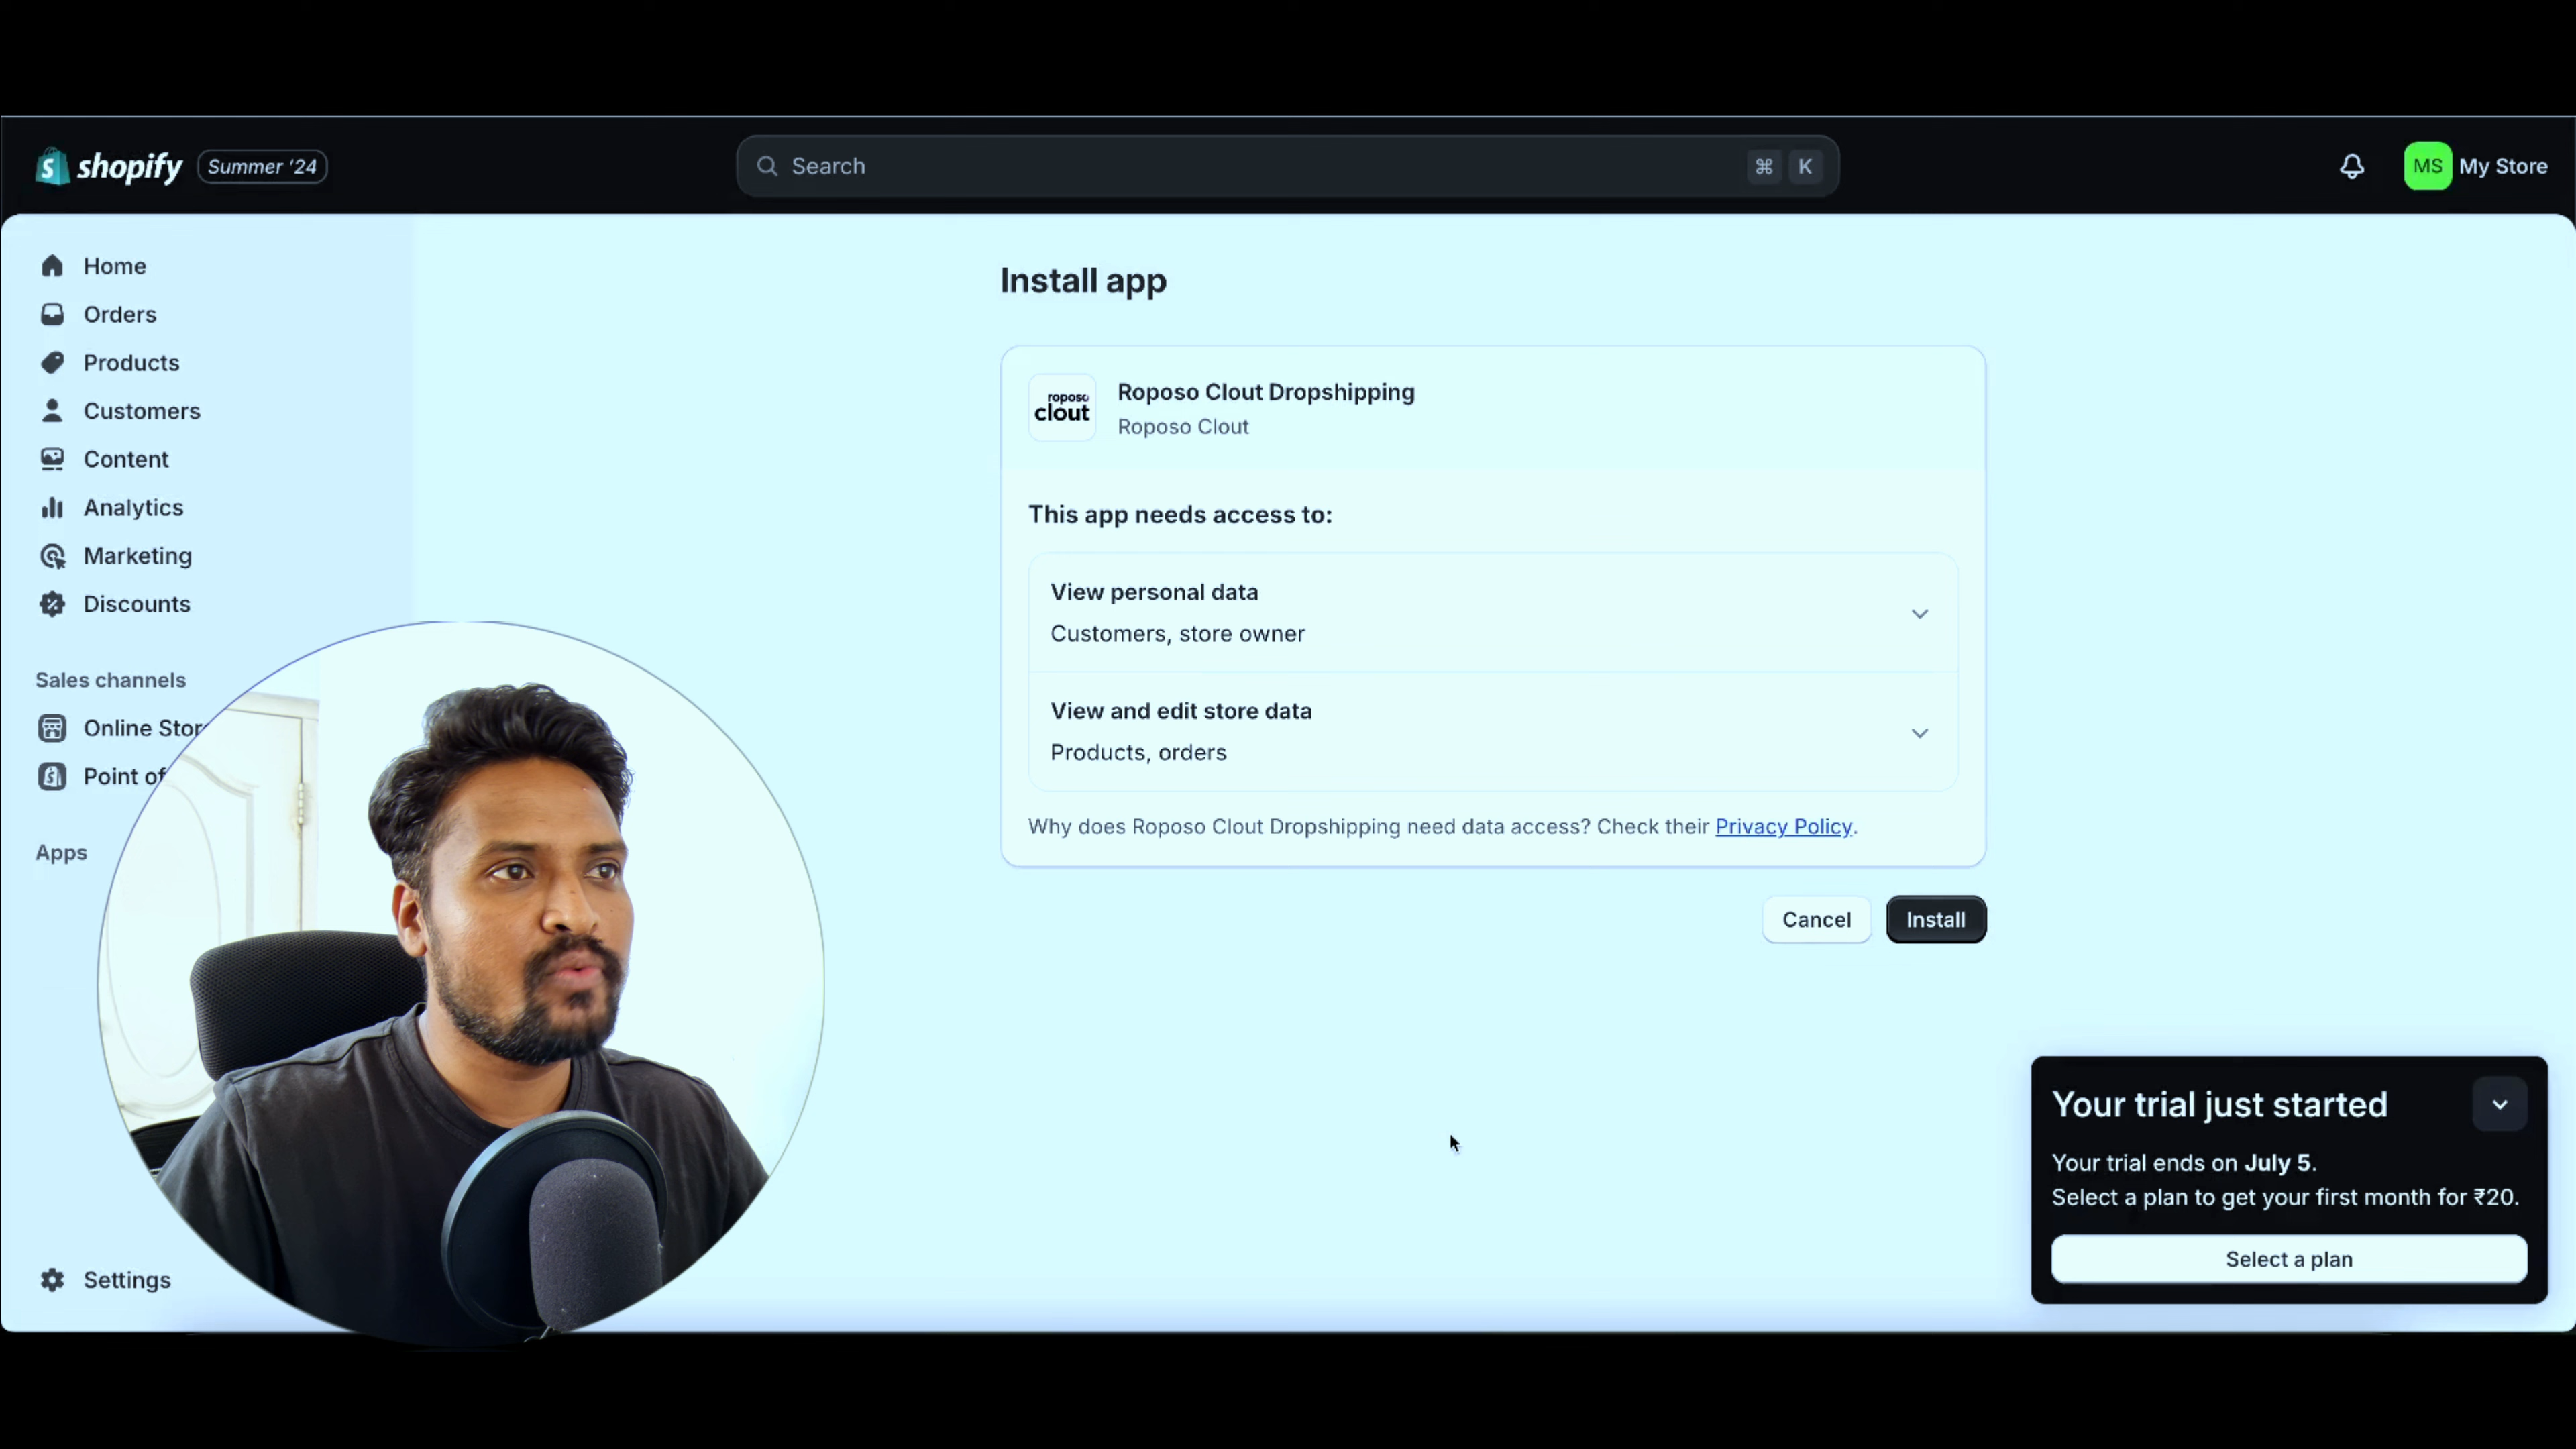 shopify Summer '24
Search ⌘ K
MS My Store
Home
Orders
Products
Customers
Content
Analytics
Marketing
Discounts
Sales channels
Online Stor
Point of
Apps
Settings
Install app
roposo
clout
Roposo Clout Dropshipping
Roposo Clout
This app needs access to:
View personal data
Customers, store owner
View and edit store data
Products, orders
Why does Roposo Clout Dropshipping need data access? Check their Privacy Policy.
Cancel Install
Your trial just started
Your trial ends on July 5.
Select a plan to get your first month for ₹20.
Select a plan